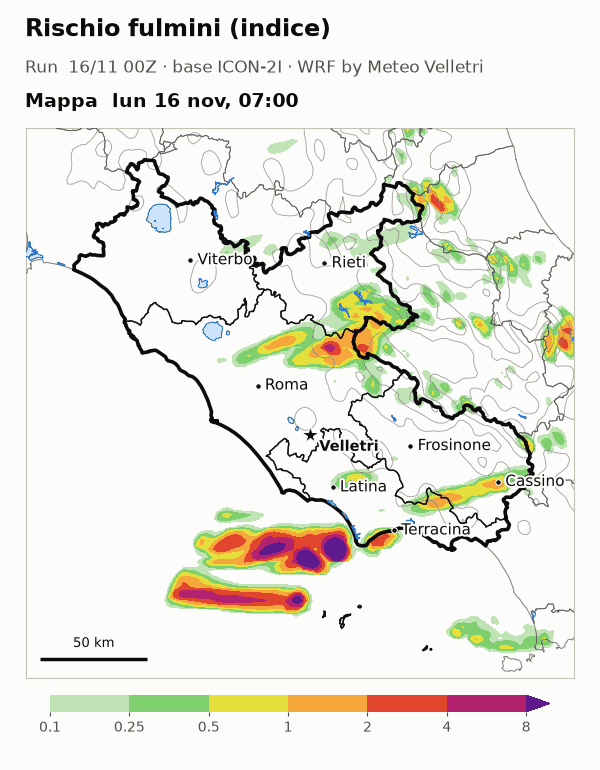 Rischio fulmini (indice)
Run  16/11 00Z · base ICON-2I · WRF by Meteo Velletri
Mappa  lun 16 nov, 07:00
Viterbo
Rieti
Roma
Velletri
Frosinone
Latina
Cassino
Terracina
50 km
0.1 0.25 0.5 1 2 4 8